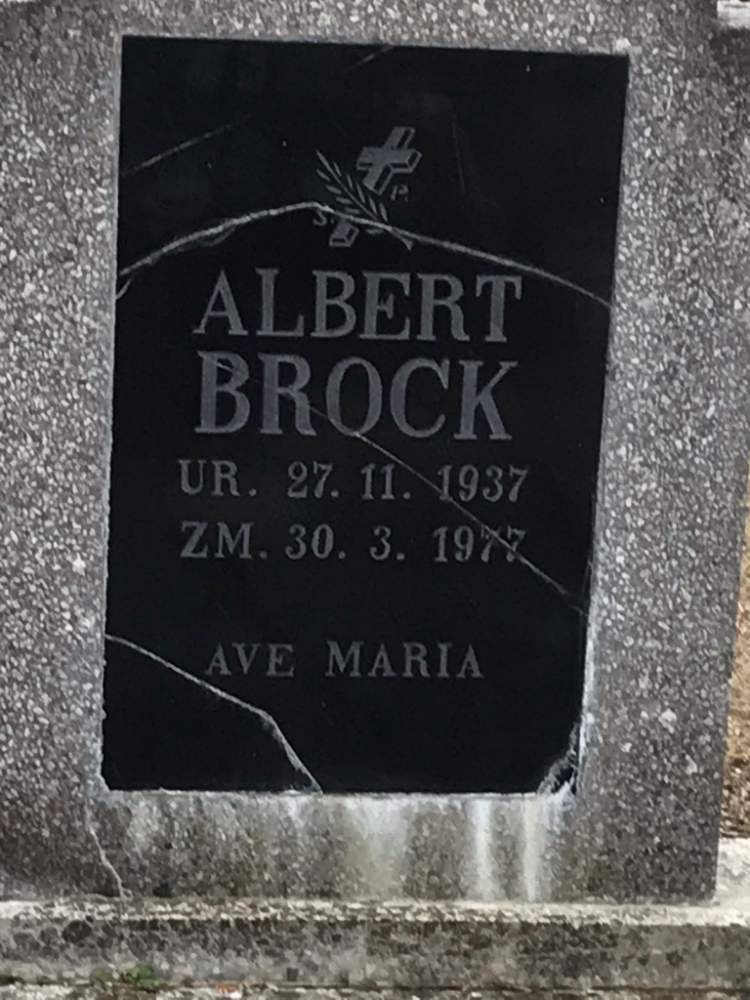 S. P.
ALBERT
BROCK
UR. 27. 11. 1937
ZM. 30. 3. 1977
AVE MARIA